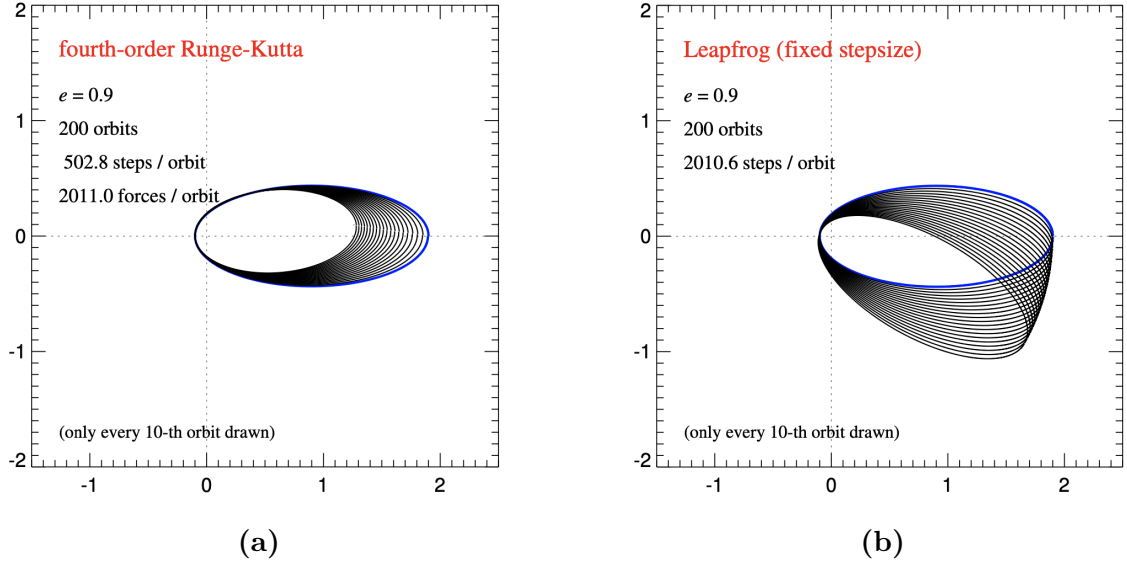 2
fourth-order Runge-Kutta
e = 0.9
1
200 orbits
502.8 steps / orbit
2011.0 forces / orbit
0
-1
(only every 10-th orbit drawn)
-2
-1 0 1 2
(a)
2
Leapfrog (fixed stepsize)
e = 0.9
1
200 orbits
2010.6 steps / orbit
0
-1
(only every 10-th orbit drawn)
-2
-1 0 1 2
(b)